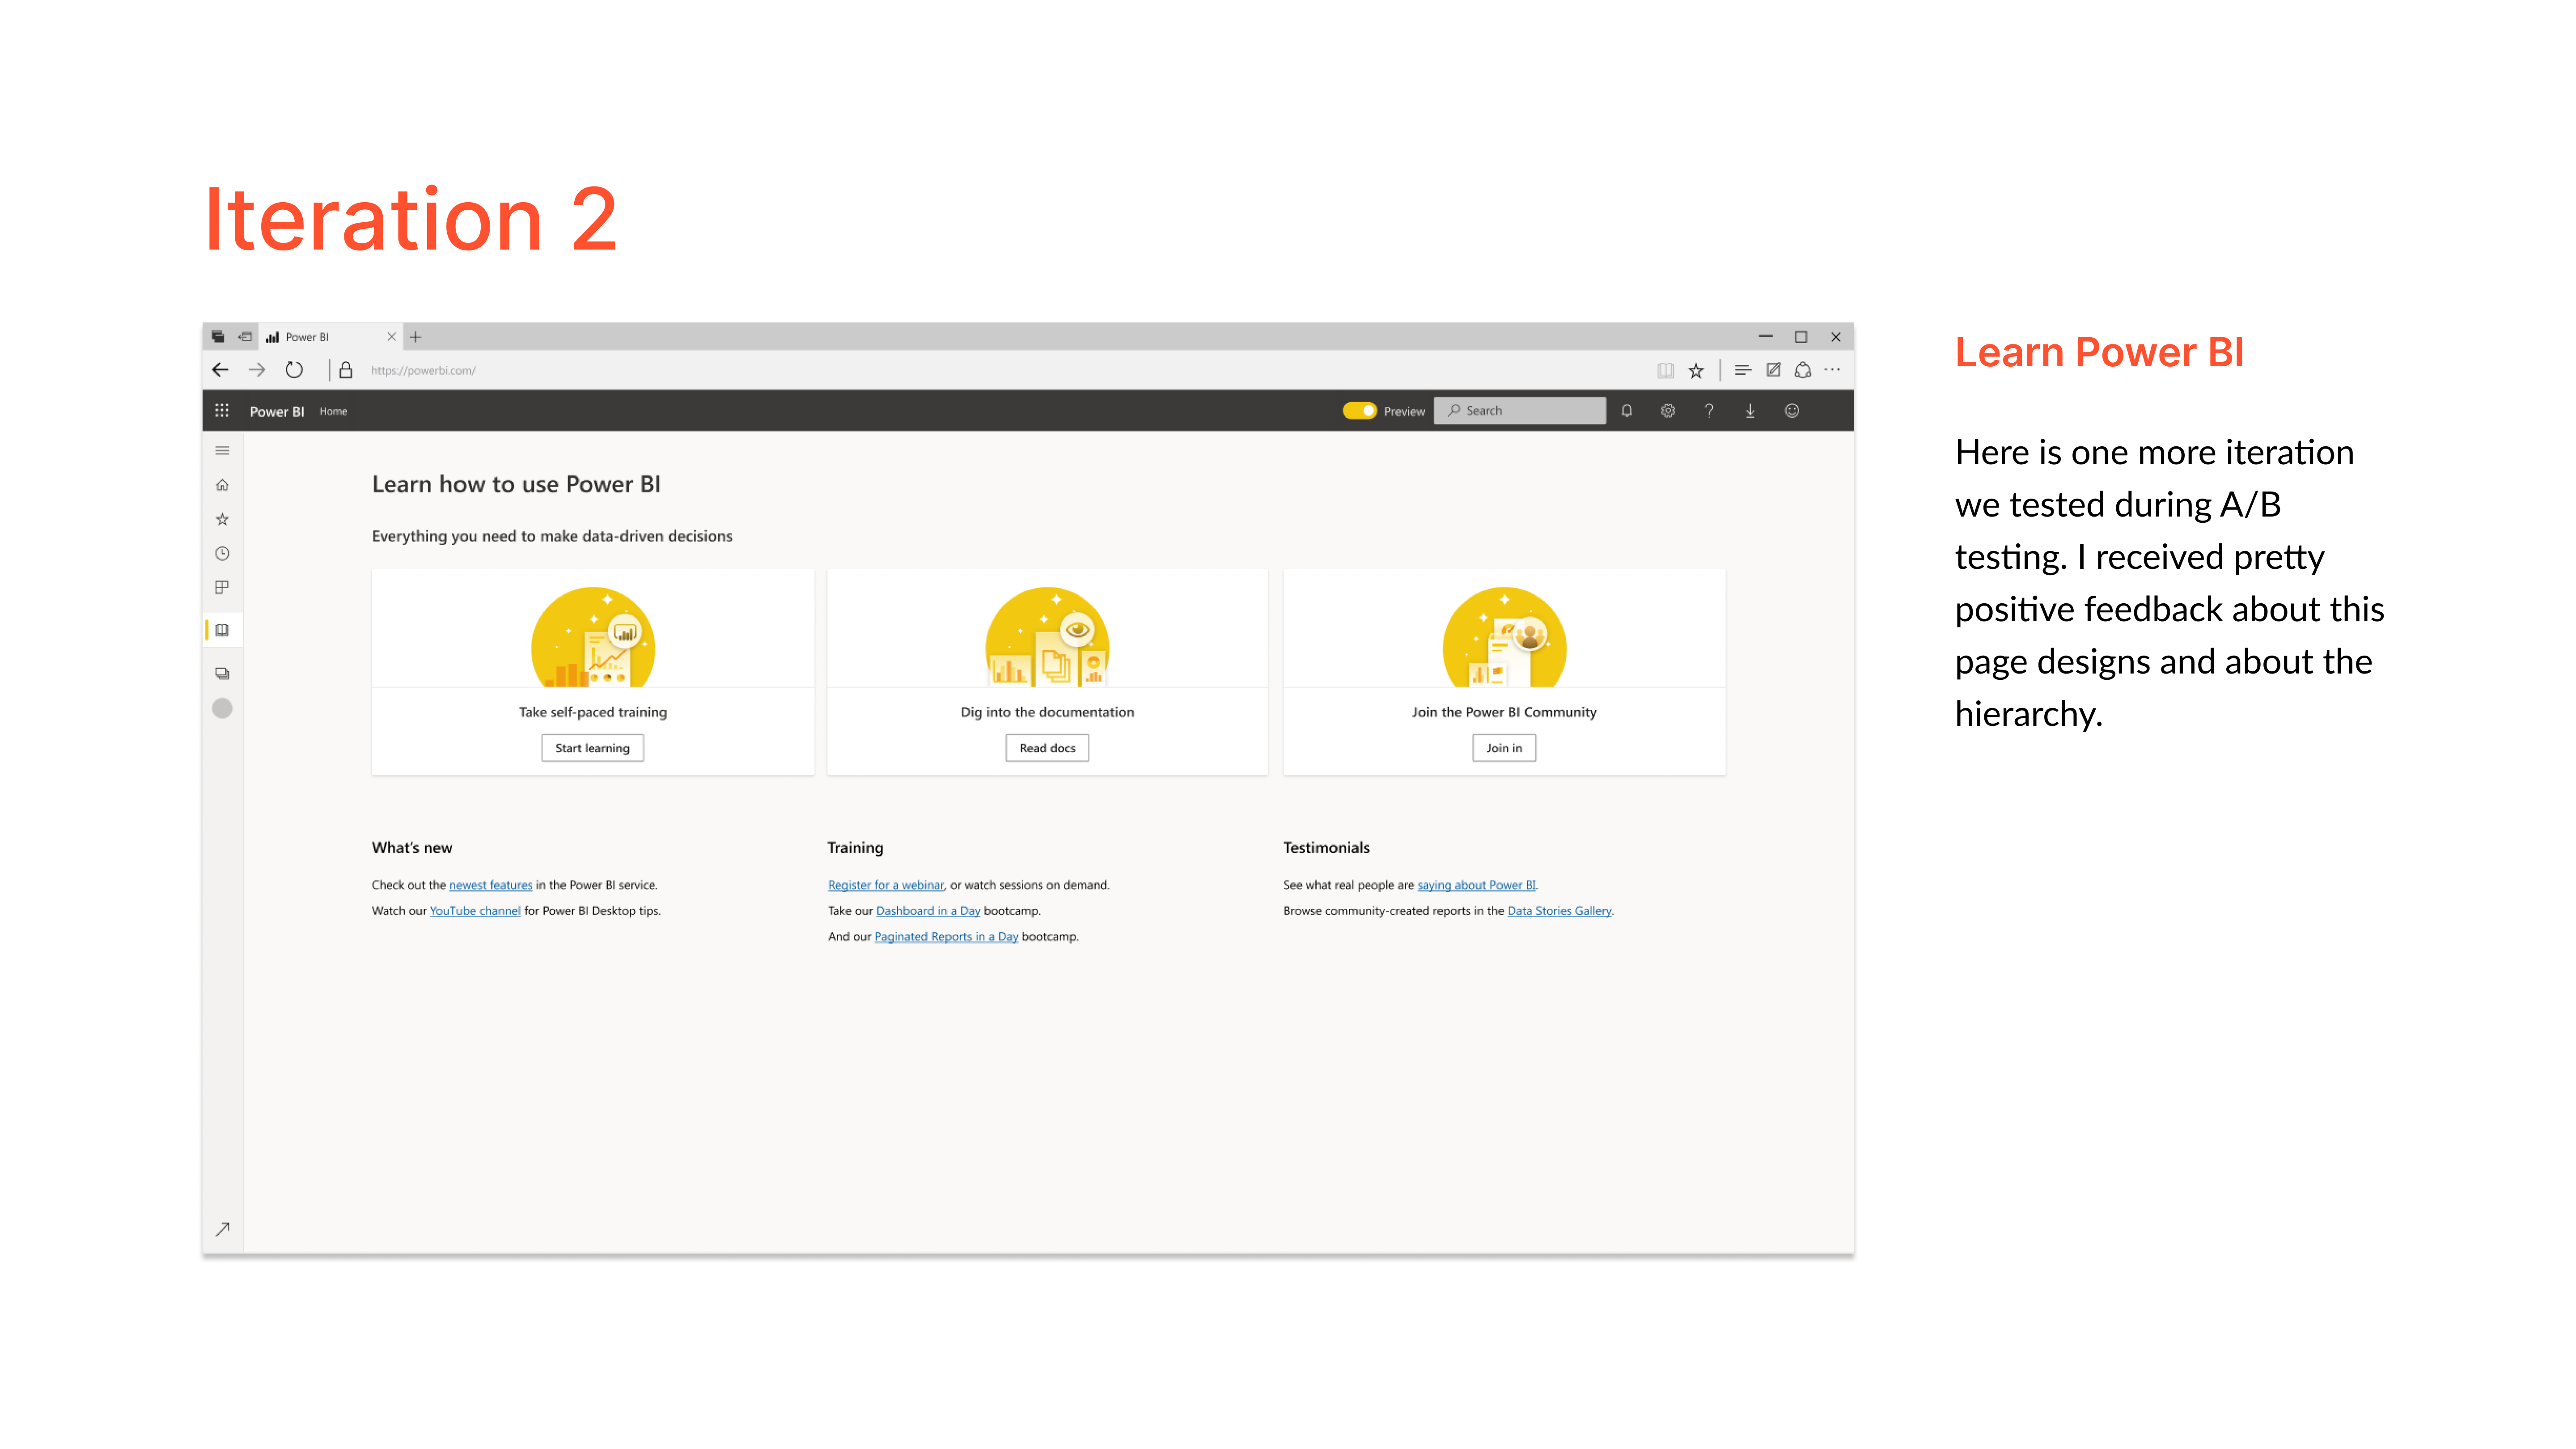 Iteration 2
Power BI
https://powerbi.com/
Power BI Home
Preview
Search
Learn how to use Power BI
Everything you need to make data-driven decisions
Take self-paced training
Start learning
Dig into the documentation
Read docs
Join the Power BI Community
Join in
What's new
Check out the newest features in the Power BI service.
Watch our YouTube channel for Power BI Desktop tips.
Training
Register for a webinar, or watch sessions on demand.
Take our Dashboard in a Day bootcamp.
And our Paginated Reports in a Day bootcamp.
Testimonials
See what real people are saying about Power BI.
Browse community-created reports in the Data Stories Gallery.
Learn Power BI
Here is one more iteration
we tested during A/B
testing. I received pretty
positive feedback about this
page designs and about the
hierarchy.